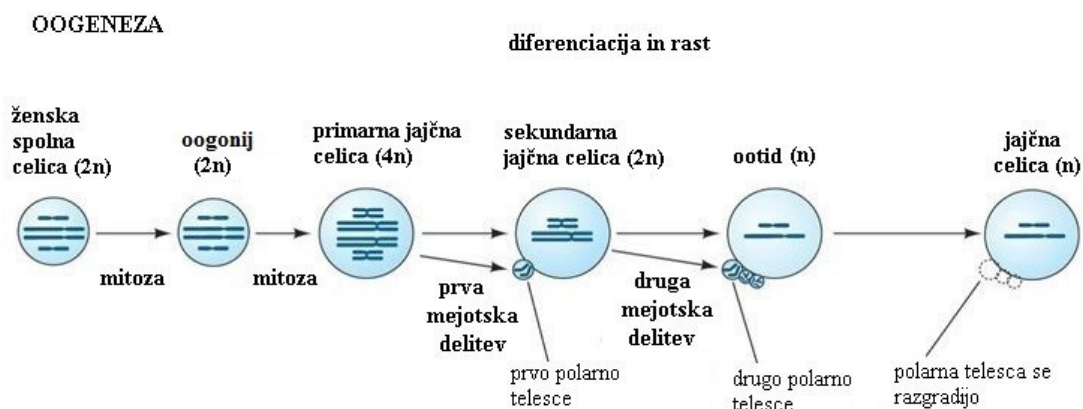 OOGENEZA
diferenciacija in rast
ženska
spolna
celica (2n)
oogonij
(2n)
primarna jajčna
celica (4n)
sekundarna
jajčna celica (2n)
ootid (n)
jajčna
celica (n)
mitoza
mitoza
prva
mejotska
delitev
druga
mejotska
delitev
prvo polarno
telesce
drugo polarno
telesce
polarna telesca se
razgradijo